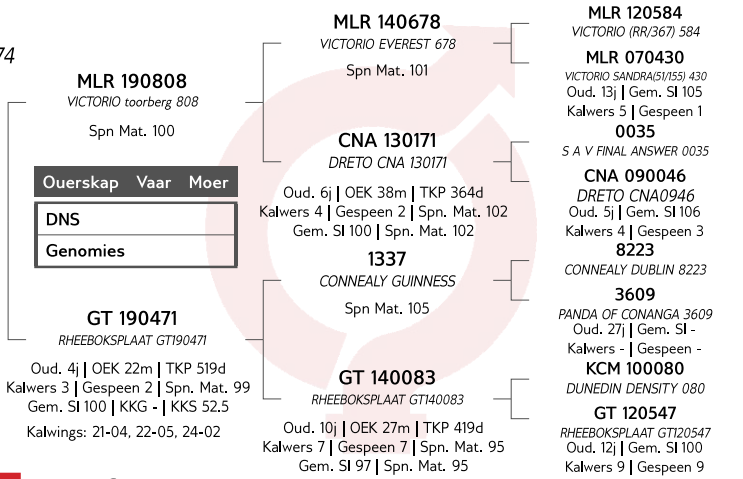 74
MLR 190808
VICTORIO toorberg 808
Spn Mat. 100
Ouerskap Vaar Moer
DNS
Genomies
GT 190471
RHEEBOKSPLAAT GT190471
Oud. 4j | OEK 22m | TKP 519d
Kalwers 3 | Gespeen 2 | Spn. Mat. 99
Gem. SI 100 | KKG - | KKS 52.5
Kalwings: 21-04, 22-05, 24-02
MLR 140678
VICTORIO EVEREST 678
Spn Mat. 101
CNA 130171
DRETO CNA 130171
Oud. 6j | OEK 38m | TKP 364d
Kalwers 4 | Gespeen 2 | Spn. Mat. 102
Gem. SI 100 | Spn. Mat. 102
1337
CONNEALY GUINNESS
Spn Mat. 105
GT 140083
RHEEBOKSPLAAT GT140083
Oud. 10j | OEK 27m | TKP 419d
Kalwers 7 | Gespeen 7 | Spn. Mat. 95
Gem. SI 97 | Spn. Mat. 95
MLR 120584
VICTORIO (RR/367) 584
MLR 070430
VICTORIO SANDRA(51/155) 430
Oud. 13j | Gem. SI 105
Kalwers 5 | Gespeen 1
0035
S A V FINAL ANSWER 0035
CNA 090046
DRETO CNA0946
Oud. 5j | Gem. SI 106
Kalwers 4 | Gespeen 3
8223
CONNEALY DUBLIN 8223
3609
PANDA OF CONANGA 3609
Oud. 27j | Gem. SI -
Kalwers - | Gespeen -
KCM 100080
DUNEDIN DENSITY 080
GT 120547
RHEEBOKSPLAAT GT120547
Oud. 12j | Gem. SI 100
Kalwers 9 | Gespeen 9